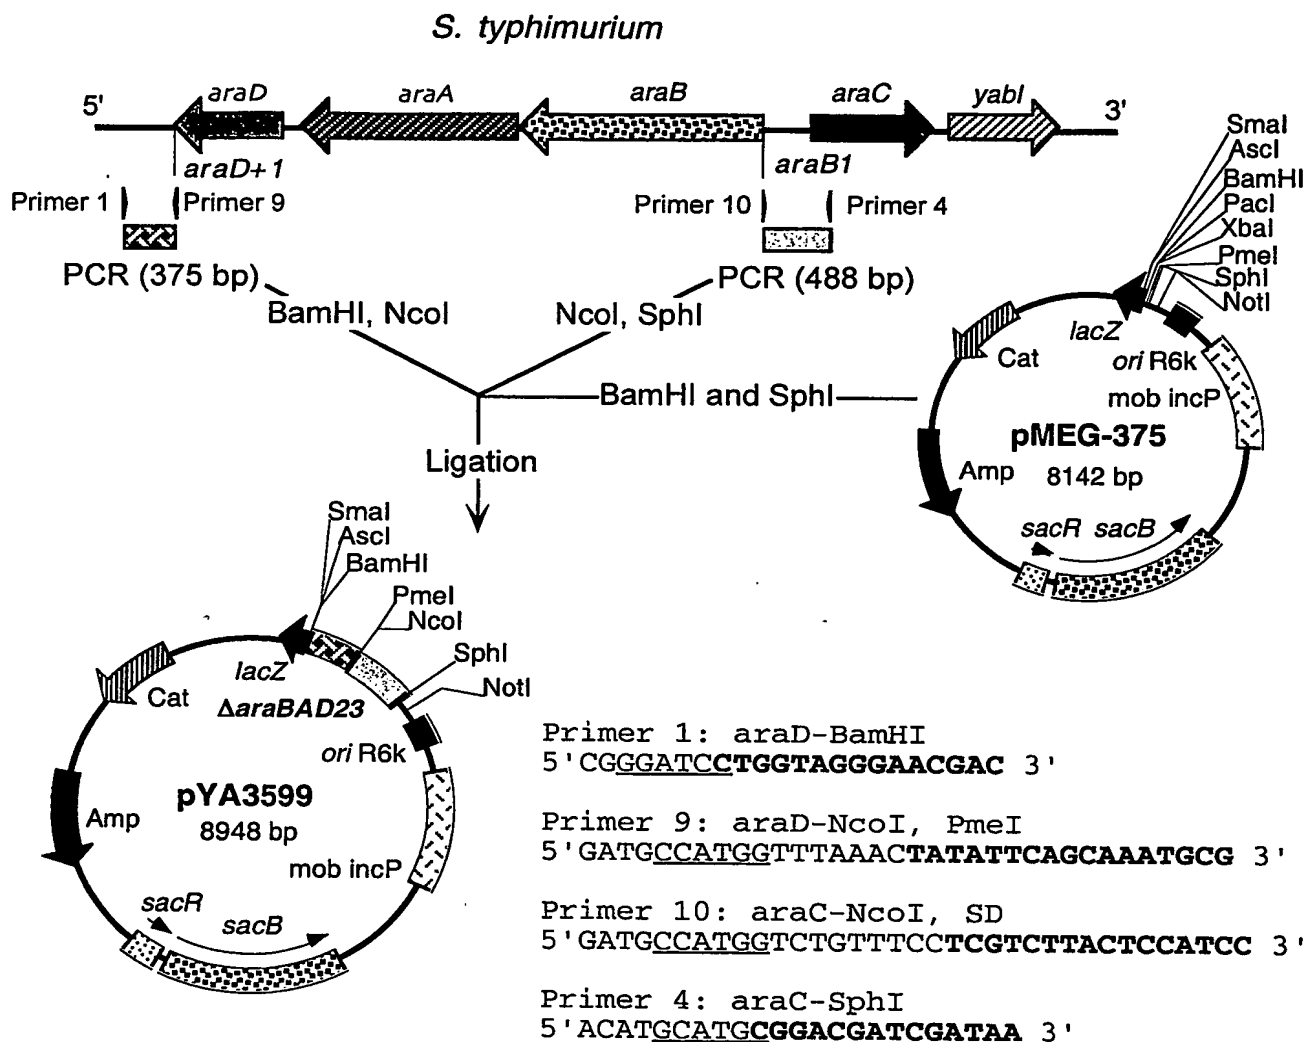 S. typhimurium
5'
araD
araA
araB
araC
yabI
3'
araD+1
araB1
Primer 1
Primer 9
Primer 10
Primer 4
PCR (375 bp)
PCR (488 bp)
BamHI, NcoI
NcoI, SphI
BamHI and SphI
Ligation
SmaI
AscI
BamHI
PacI
XbaI
PmeI
SphI
NotI
lacZ
ori R6k
Cat
mob incP
pMEG-375
8142 bp
Amp
sacR sacB
SmaI
AscI
BamHI
PmeI
NcoI
SphI
NotI
lacZ
Cat
ΔaraBAD23
ori R6k
pYA3599
8948 bp
Amp
mob incP
sacR
sacB
Primer 1: araD-BamHI
5'CGGGATCCTGGTAGGGAACGAC 3'
Primer 9: araD-NcoI, PmeI
5'GATGCCATGGTTTAAACTATATTCAGCAAATGCG 3'
Primer 10: araC-NcoI, SD
5'GATGCCATGGTCTGTTTCCTCGTCTTACTCCATCC 3'
Primer 4: araC-SphI
5'ACATGCATGCGGACGATCGATAA 3'